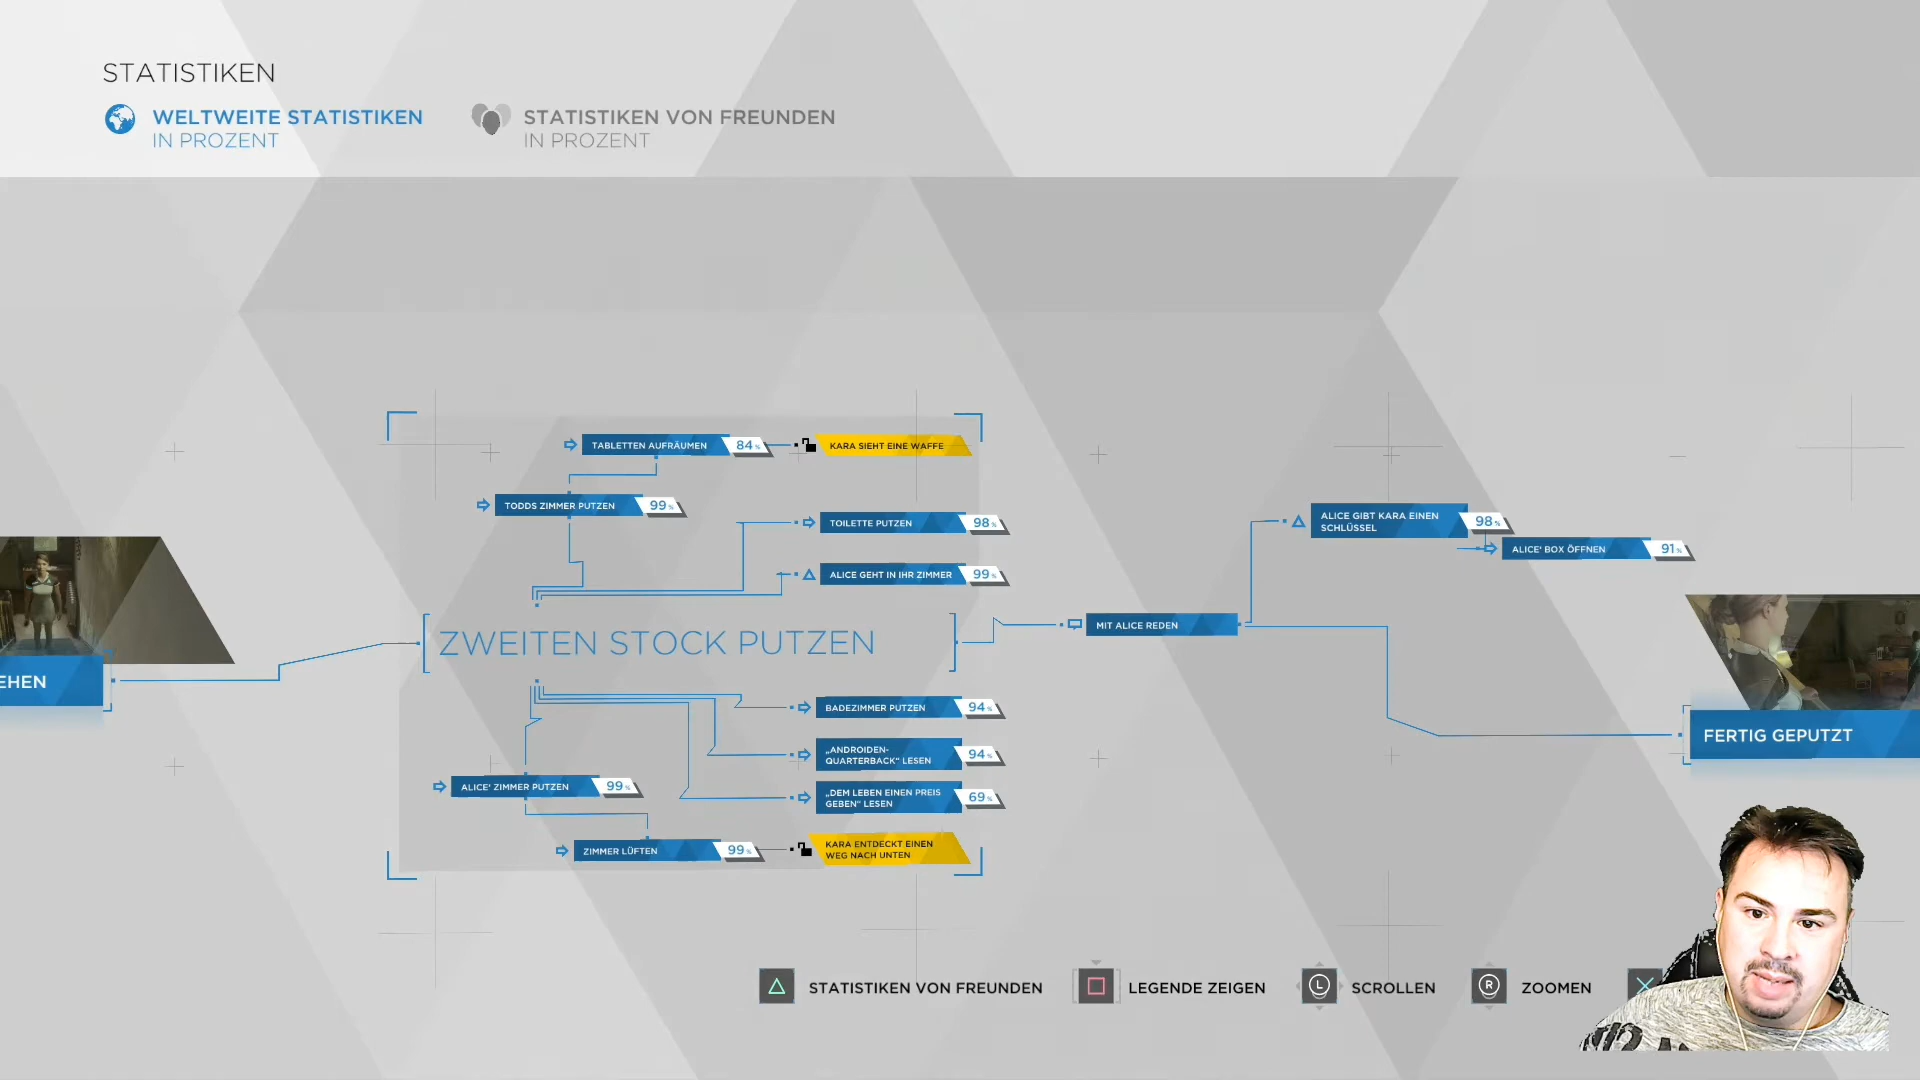 STATISTIKEN
WELTWEITE STATISTIKEN
IN PROZENT
STATISTIKEN VON FREUNDEN
IN PROZENT
TABLETTEN AUFRÄUMEN 84%
KARA SIEHT EINE WAFFE
TODDS ZIMMER PUTZEN 99%
TOILETTE PUTZEN 98%
ALICE GEHT IN IHR ZIMMER 99%
ALICE GIBT KARA EINEN
SCHLÜSSEL 98%
ALICE' BOX ÖFFNEN 91%
ZWEITEN STOCK PUTZEN
MIT ALICE REDEN
EHEN
BADEZIMMER PUTZEN 94%
FERTIG GEPUTZT
„ANDROIDEN-
QUARTERBACK“ LESEN 94%
ALICE' ZIMMER PUTZEN 99%
„DEM LEBEN EINEN PREIS
GEBEN“ LESEN 69%
ZIMMER LÜFTEN 99%
KARA ENTDECKT EINEN
WEG NACH UNTEN
STATISTIKEN VON FREUNDEN
LEGENDE ZEIGEN
L SCROLLEN
R ZOOMEN